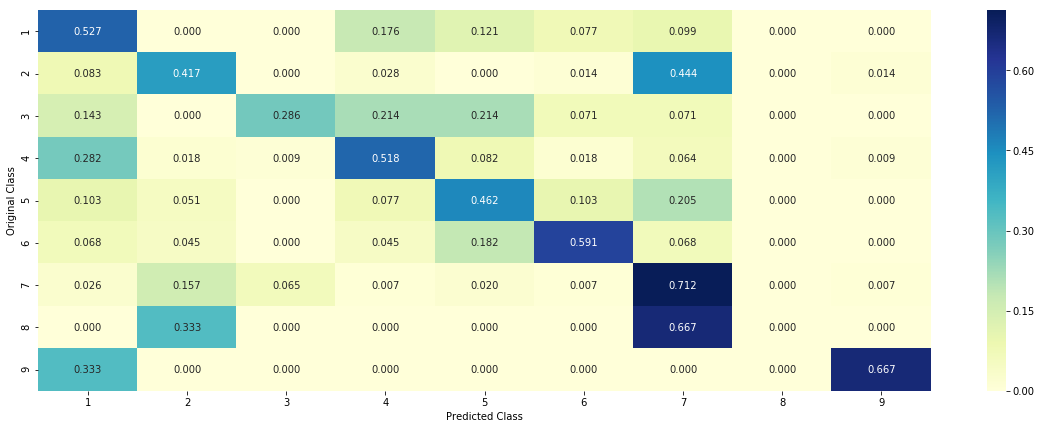 1 0.527 0.000 0.000 0.176 0.121 0.077 0.099 0.000 0.000
2 0.083 0.417 0.000 0.028 0.000 0.014 0.444 0.000 0.014
3 0.143 0.000 0.286 0.214 0.214 0.071 0.071 0.000 0.000
4 0.282 0.018 0.009 0.518 0.082 0.018 0.064 0.000 0.009
5 0.103 0.051 0.000 0.077 0.462 0.103 0.205 0.000 0.000
6 0.068 0.045 0.000 0.045 0.182 0.591 0.068 0.000 0.000
7 0.026 0.157 0.065 0.007 0.020 0.007 0.712 0.000 0.007
8 0.000 0.333 0.000 0.000 0.000 0.000 0.667 0.000 0.000
9 0.333 0.000 0.000 0.000 0.000 0.000 0.000 0.000 0.667
1 2 3 4 5 6 7 8 9
Predicted Class
Original Class
0.60
0.45
0.30
0.15
0.00